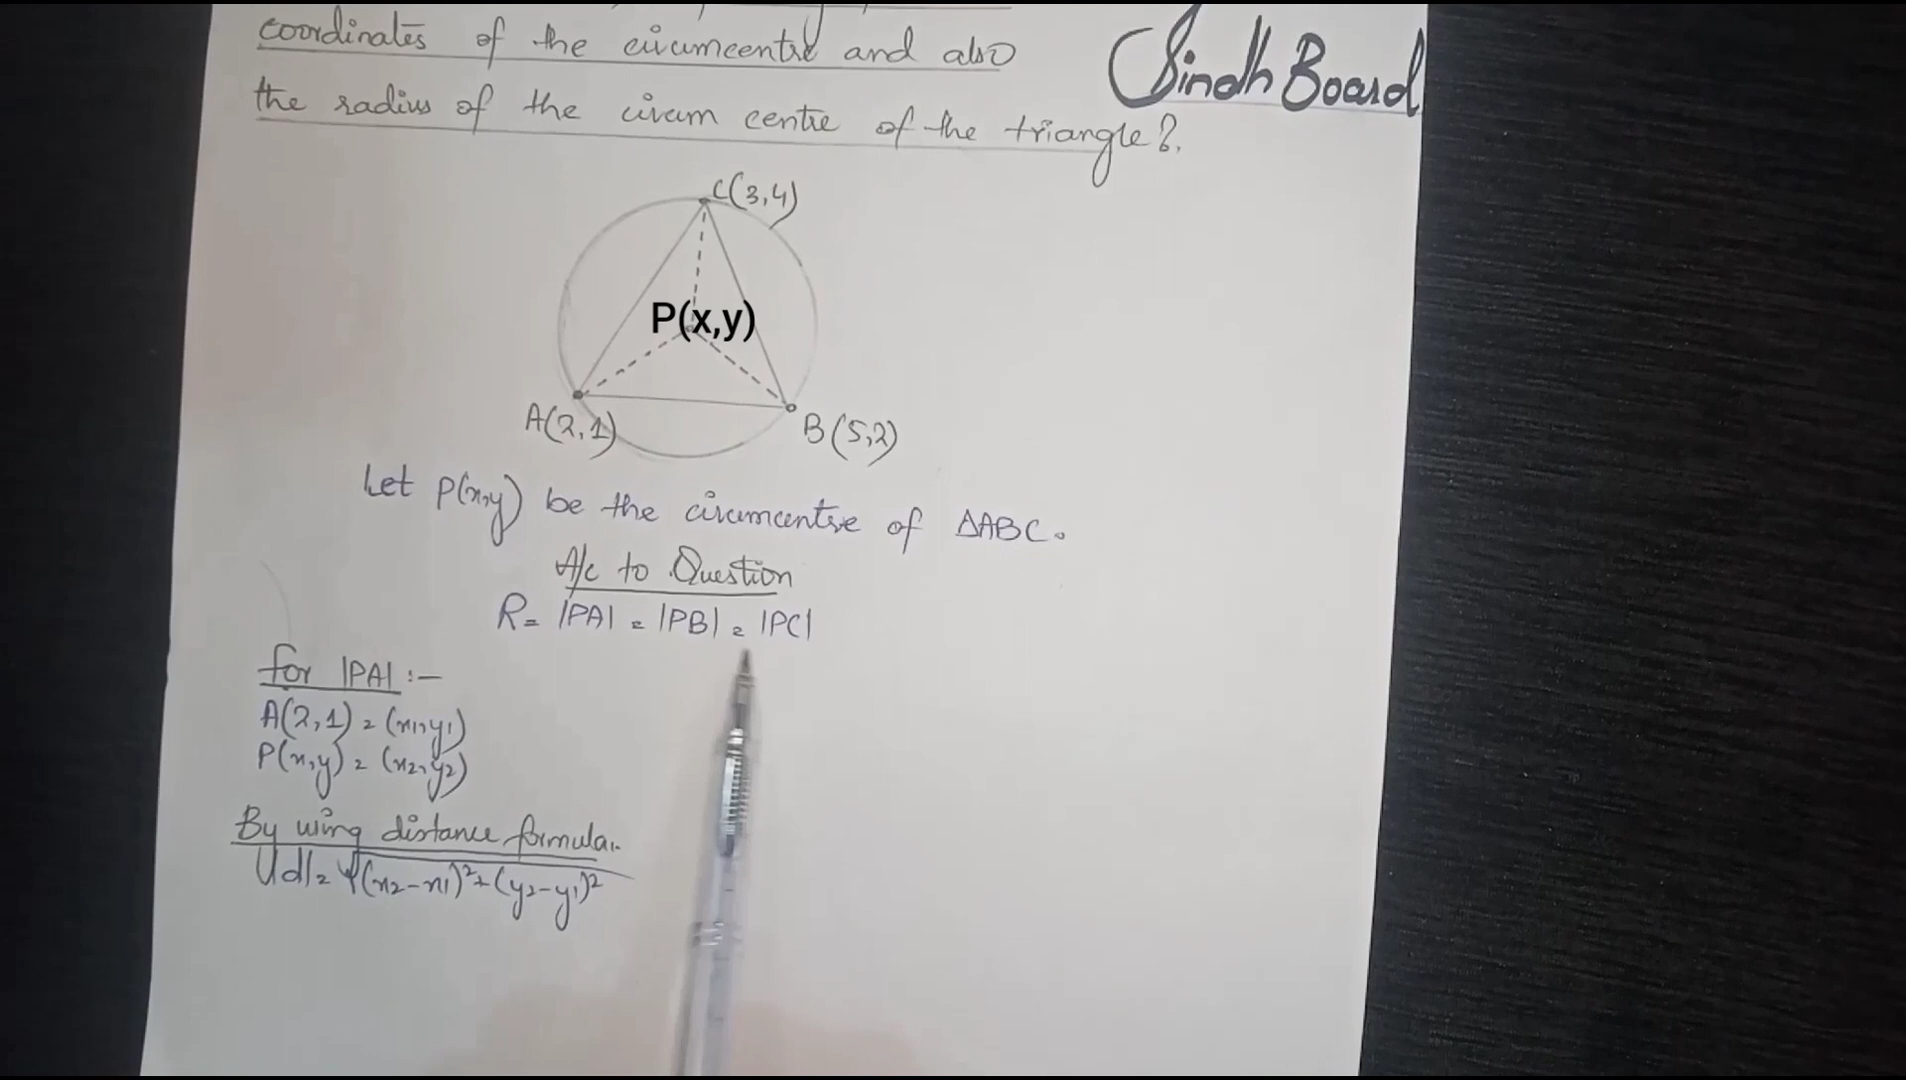 coordinates of the circumcentre and also
the radius of the circum centre of the triangle?.
Sindh Board
C(3,4)
P(x,y)
A(2,1)
B(5,2)
Let P(x,y) be the circumcentre of ΔABC.
A/c to Question
R = |PA| = |PB| = |PC|
for |PA| :-
A(2,1) = (x1,y1)
P(x,y) = (x2,y2)
By using distance formula.
|d| = √(x2-x1)²+(y2-y1)²